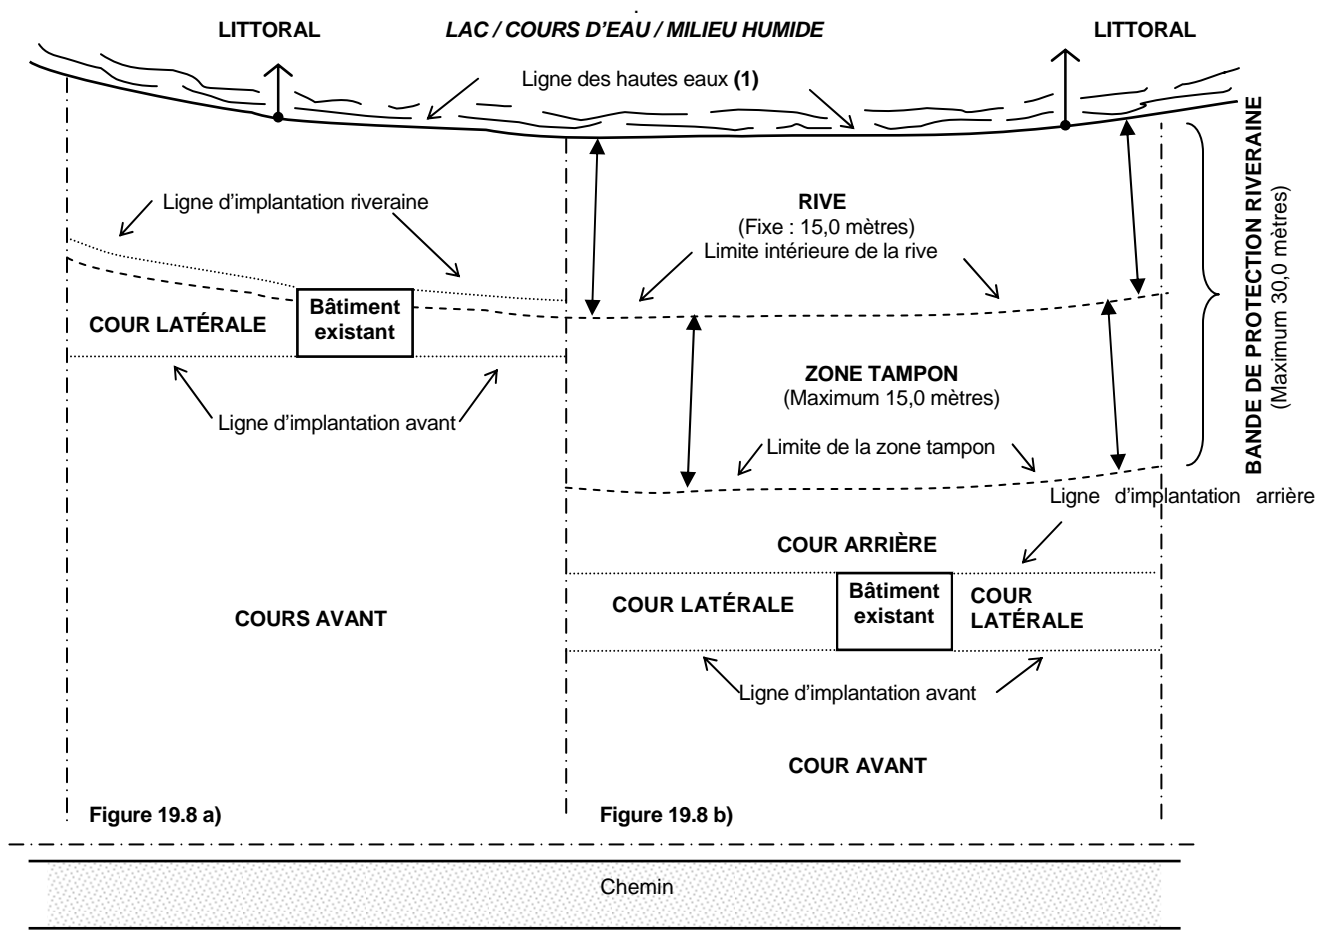 LITTORAL
LAC / COURS D'EAU / MILIEU HUMIDE
LITTORAL
Ligne des hautes eaux (1)
Ligne d'implantation riveraine
RIVE
(Fixe : 15,0 mètres)
Limite intérieure de la rive
BANDE DE PROTECTION RIVERAINE
(Maximum 30,0 mètres)
COUR LATÉRALE
Bâtiment
existant
Ligne d'implantation avant
ZONE TAMPON
(Maximum 15,0 mètres)
Limite de la zone tampon
Ligne d'implantation arrière
COUR ARRIÈRE
COURS AVANT
COUR LATÉRALE
Bâtiment
existant
COUR
LATÉRALE
Ligne d'implantation avant
COUR AVANT
Figure 19.8 a)
Figure 19.8 b)
Chemin